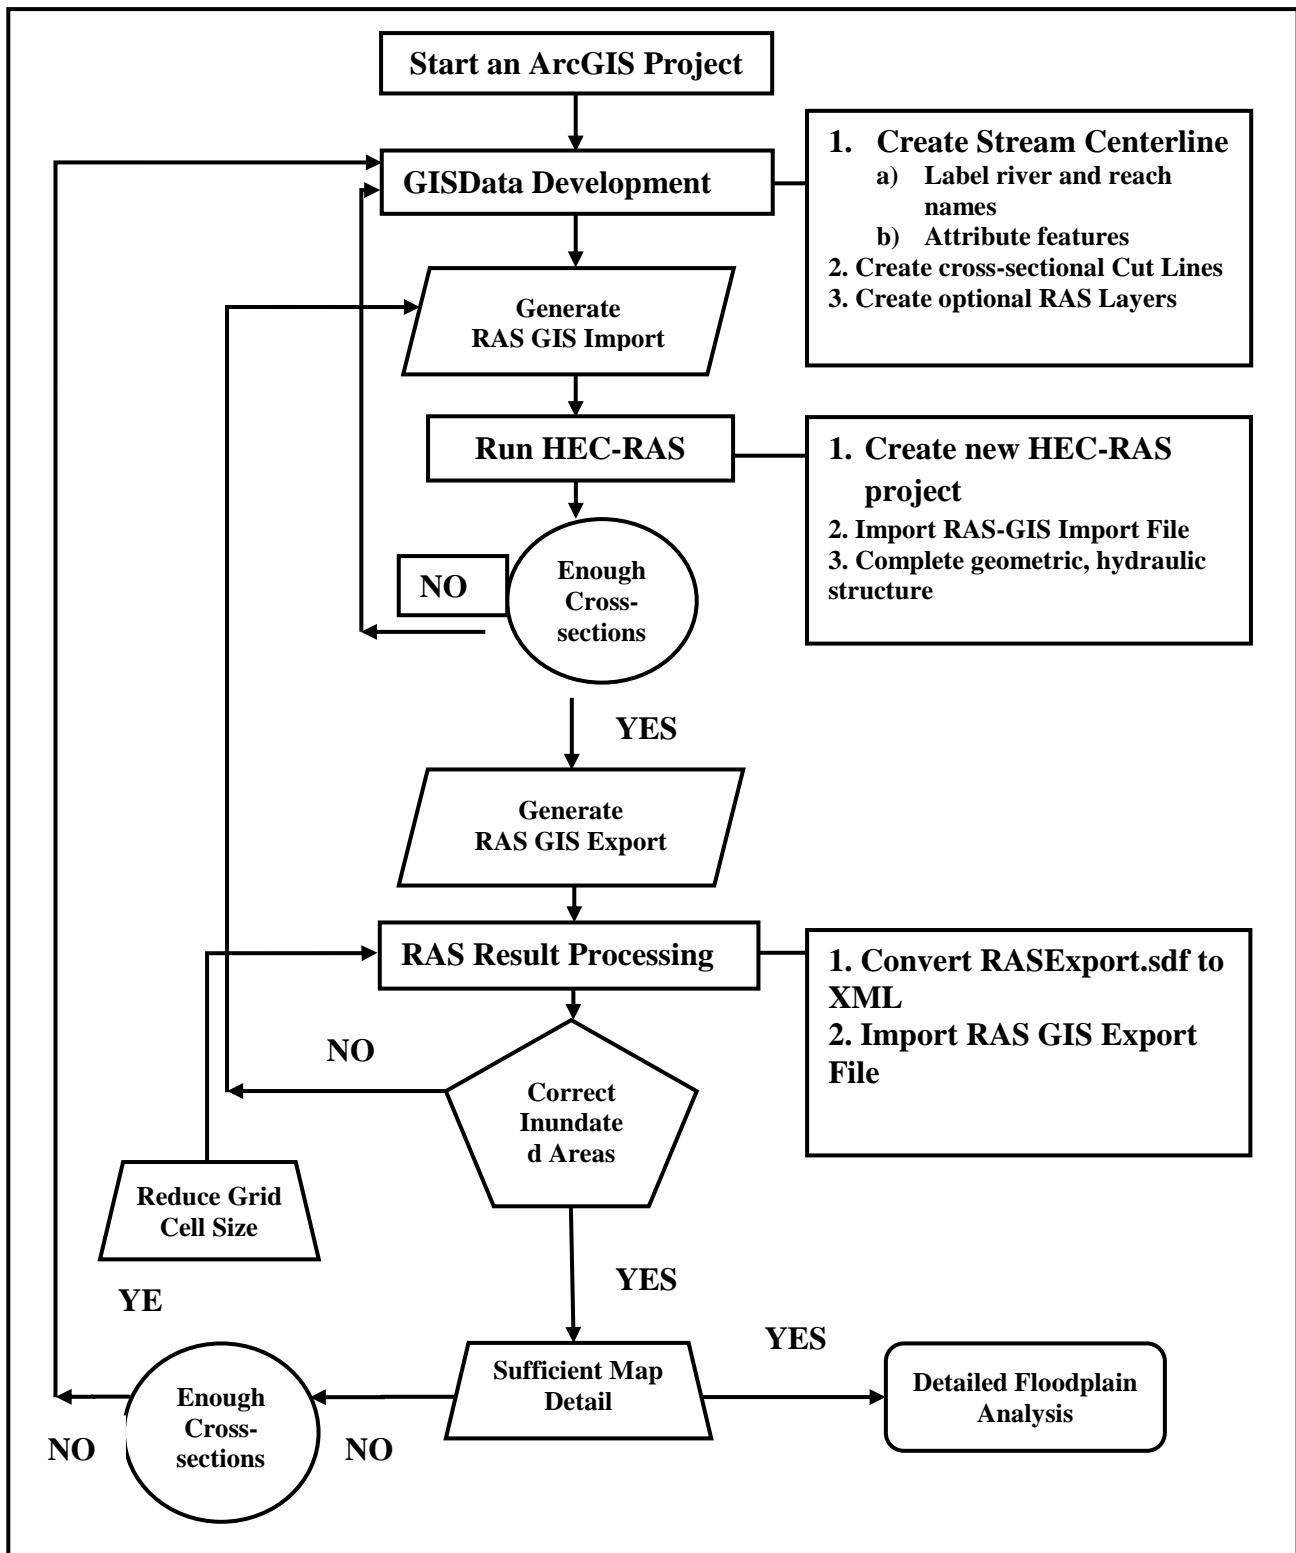 Start an ArcGIS Project
GISData Development
1. Create Stream Centerline
a) Label river and reach
names
b) Attribute features
2. Create cross-sectional Cut Lines
3. Create optional RAS Layers
Generate
RAS GIS Import
Run HEC-RAS
1. Create new HEC-RAS
project
2. Import RAS-GIS Import File
3. Complete geometric, hydraulic
structure
NO
Enough
Cross-
sections
YES
Generate
RAS GIS Export
RAS Result Processing
1. Convert RASExport.sdf to
XML
2. Import RAS GIS Export
File
NO
Correct
Inundate
d Areas
Reduce Grid
Cell Size
YES
YE
YES
Sufficient Map
Detail
Detailed Floodplain
Analysis
Enough
Cross-
sections
NO
NO